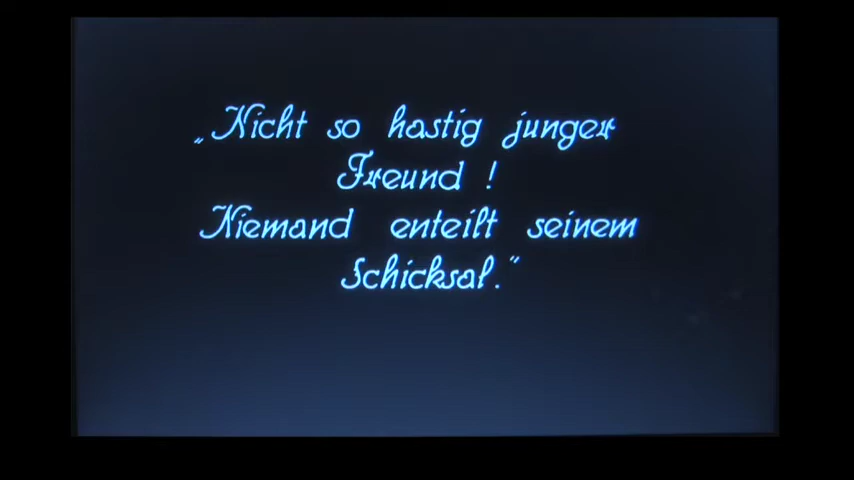 „Nicht so hastig junger
Freund !
Niemand enteilt seinem
Schicksal.“